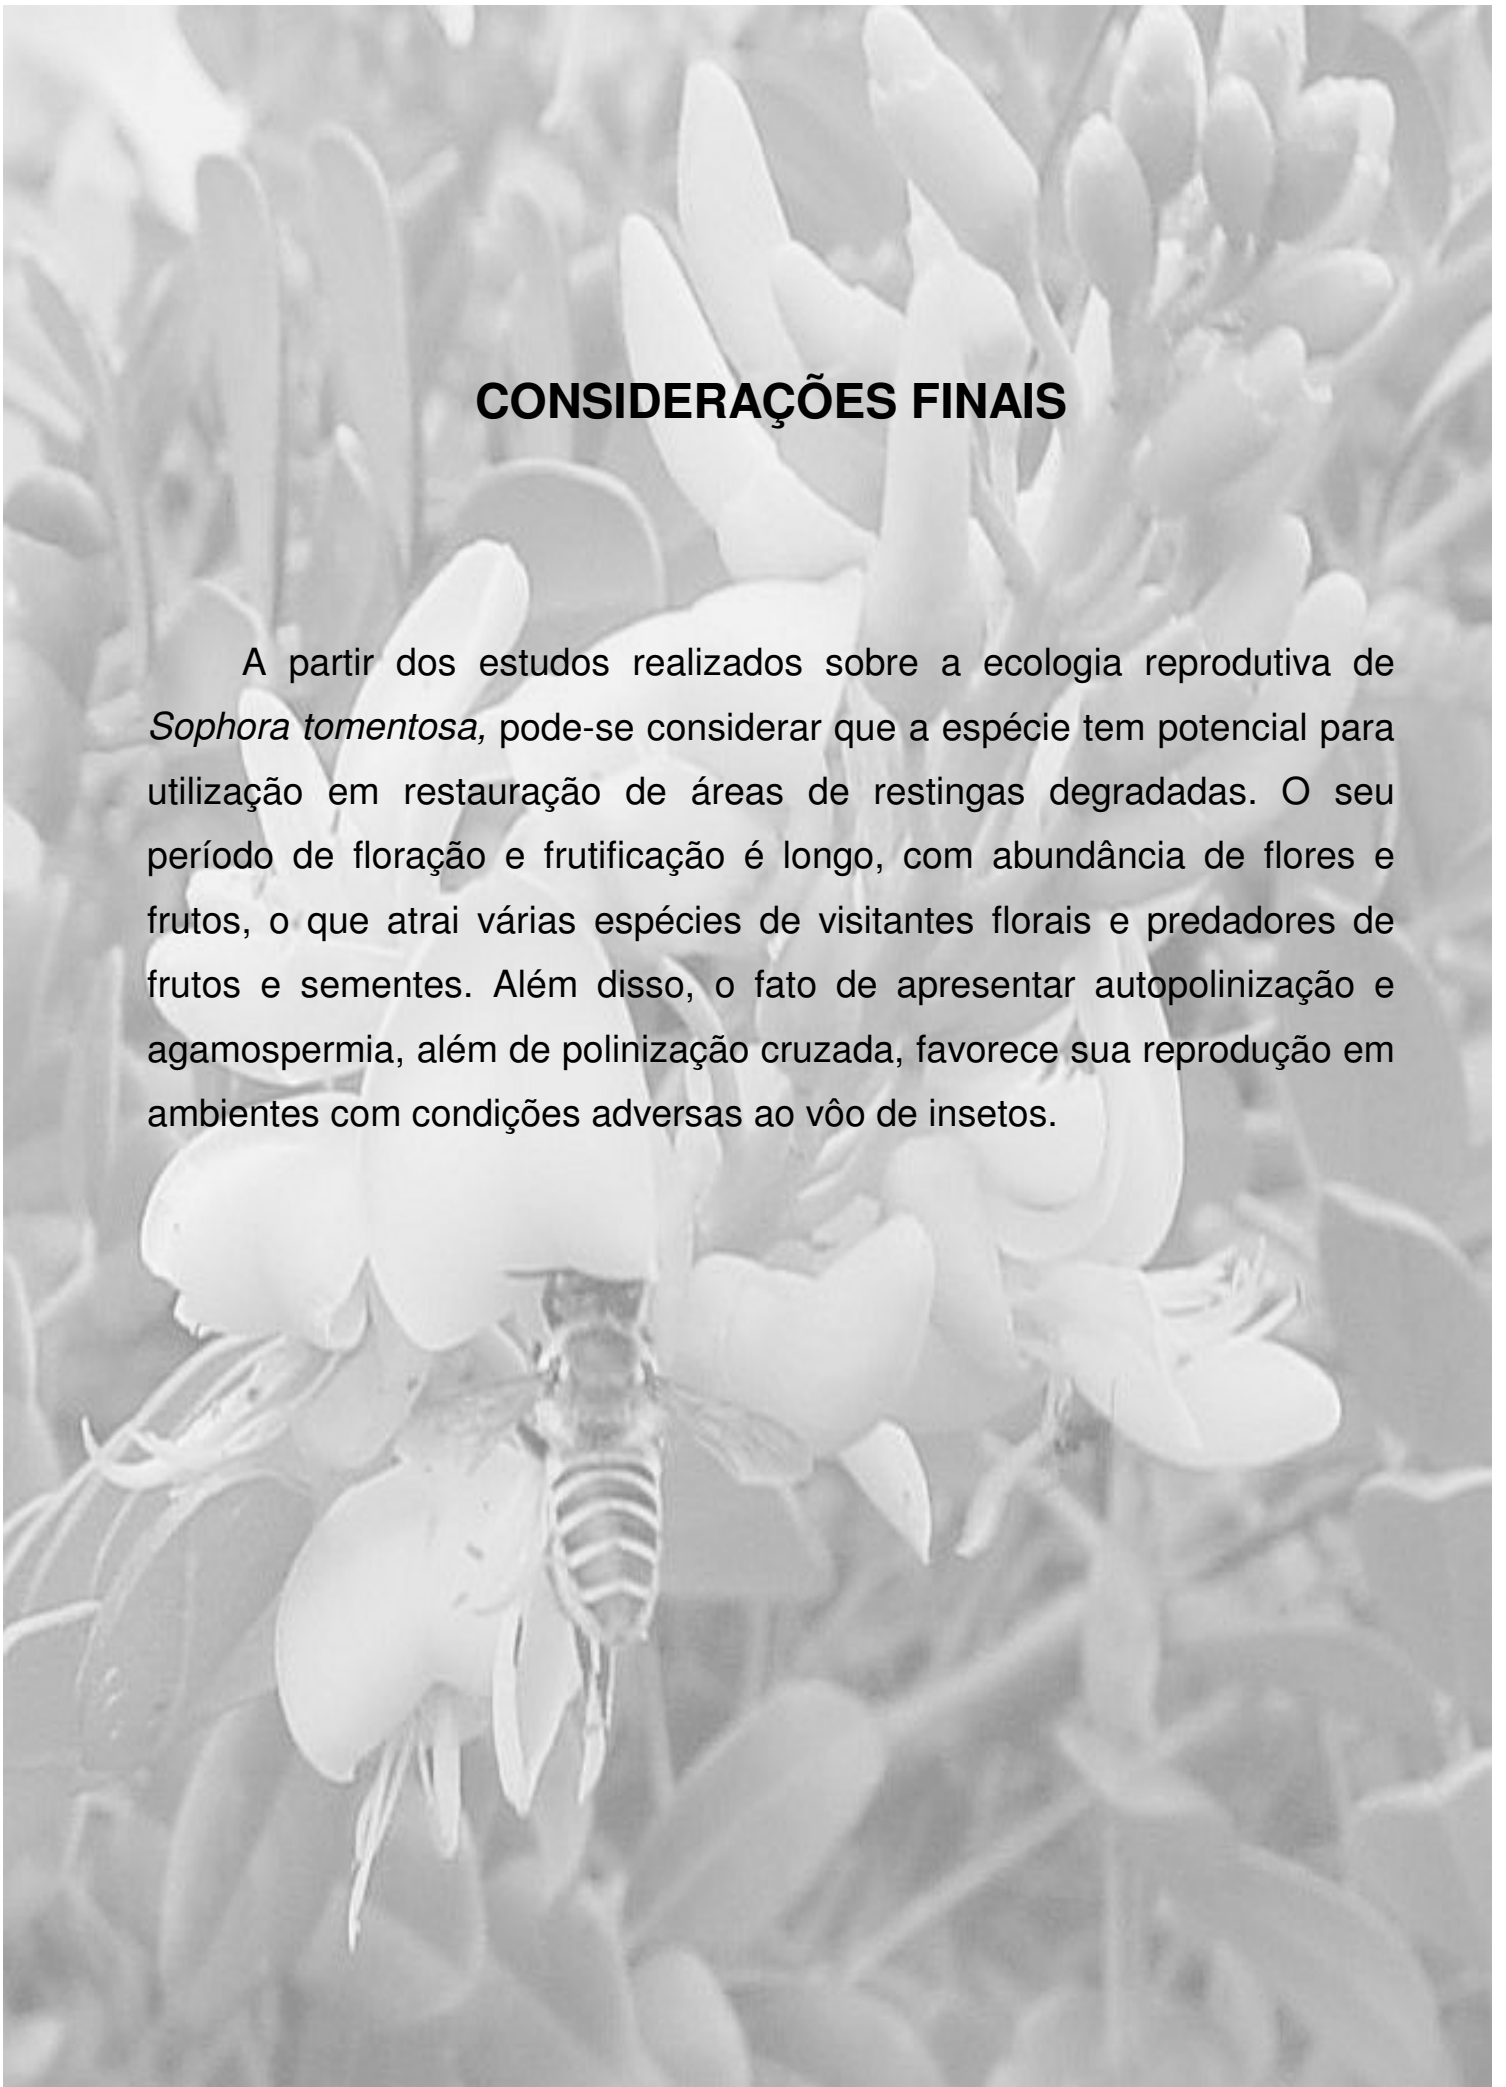 CONSIDERAÇÕES FINAIS
A partir dos estudos realizados sobre a ecologia reprodutiva de
Sophora tomentosa, pode-se considerar que a espécie tem potencial para
utilização em restauração de áreas de restingas degradadas. O seu
período de floração e frutificação é longo, com abundância de flores e
frutos, o que atrai várias espécies de visitantes florais e predadores de
frutos e sementes. Além disso, o fato de apresentar autopolinização e
agamospermia, além de polinização cruzada, favorece sua reprodução em
ambientes com condições adversas ao vôo de insetos.